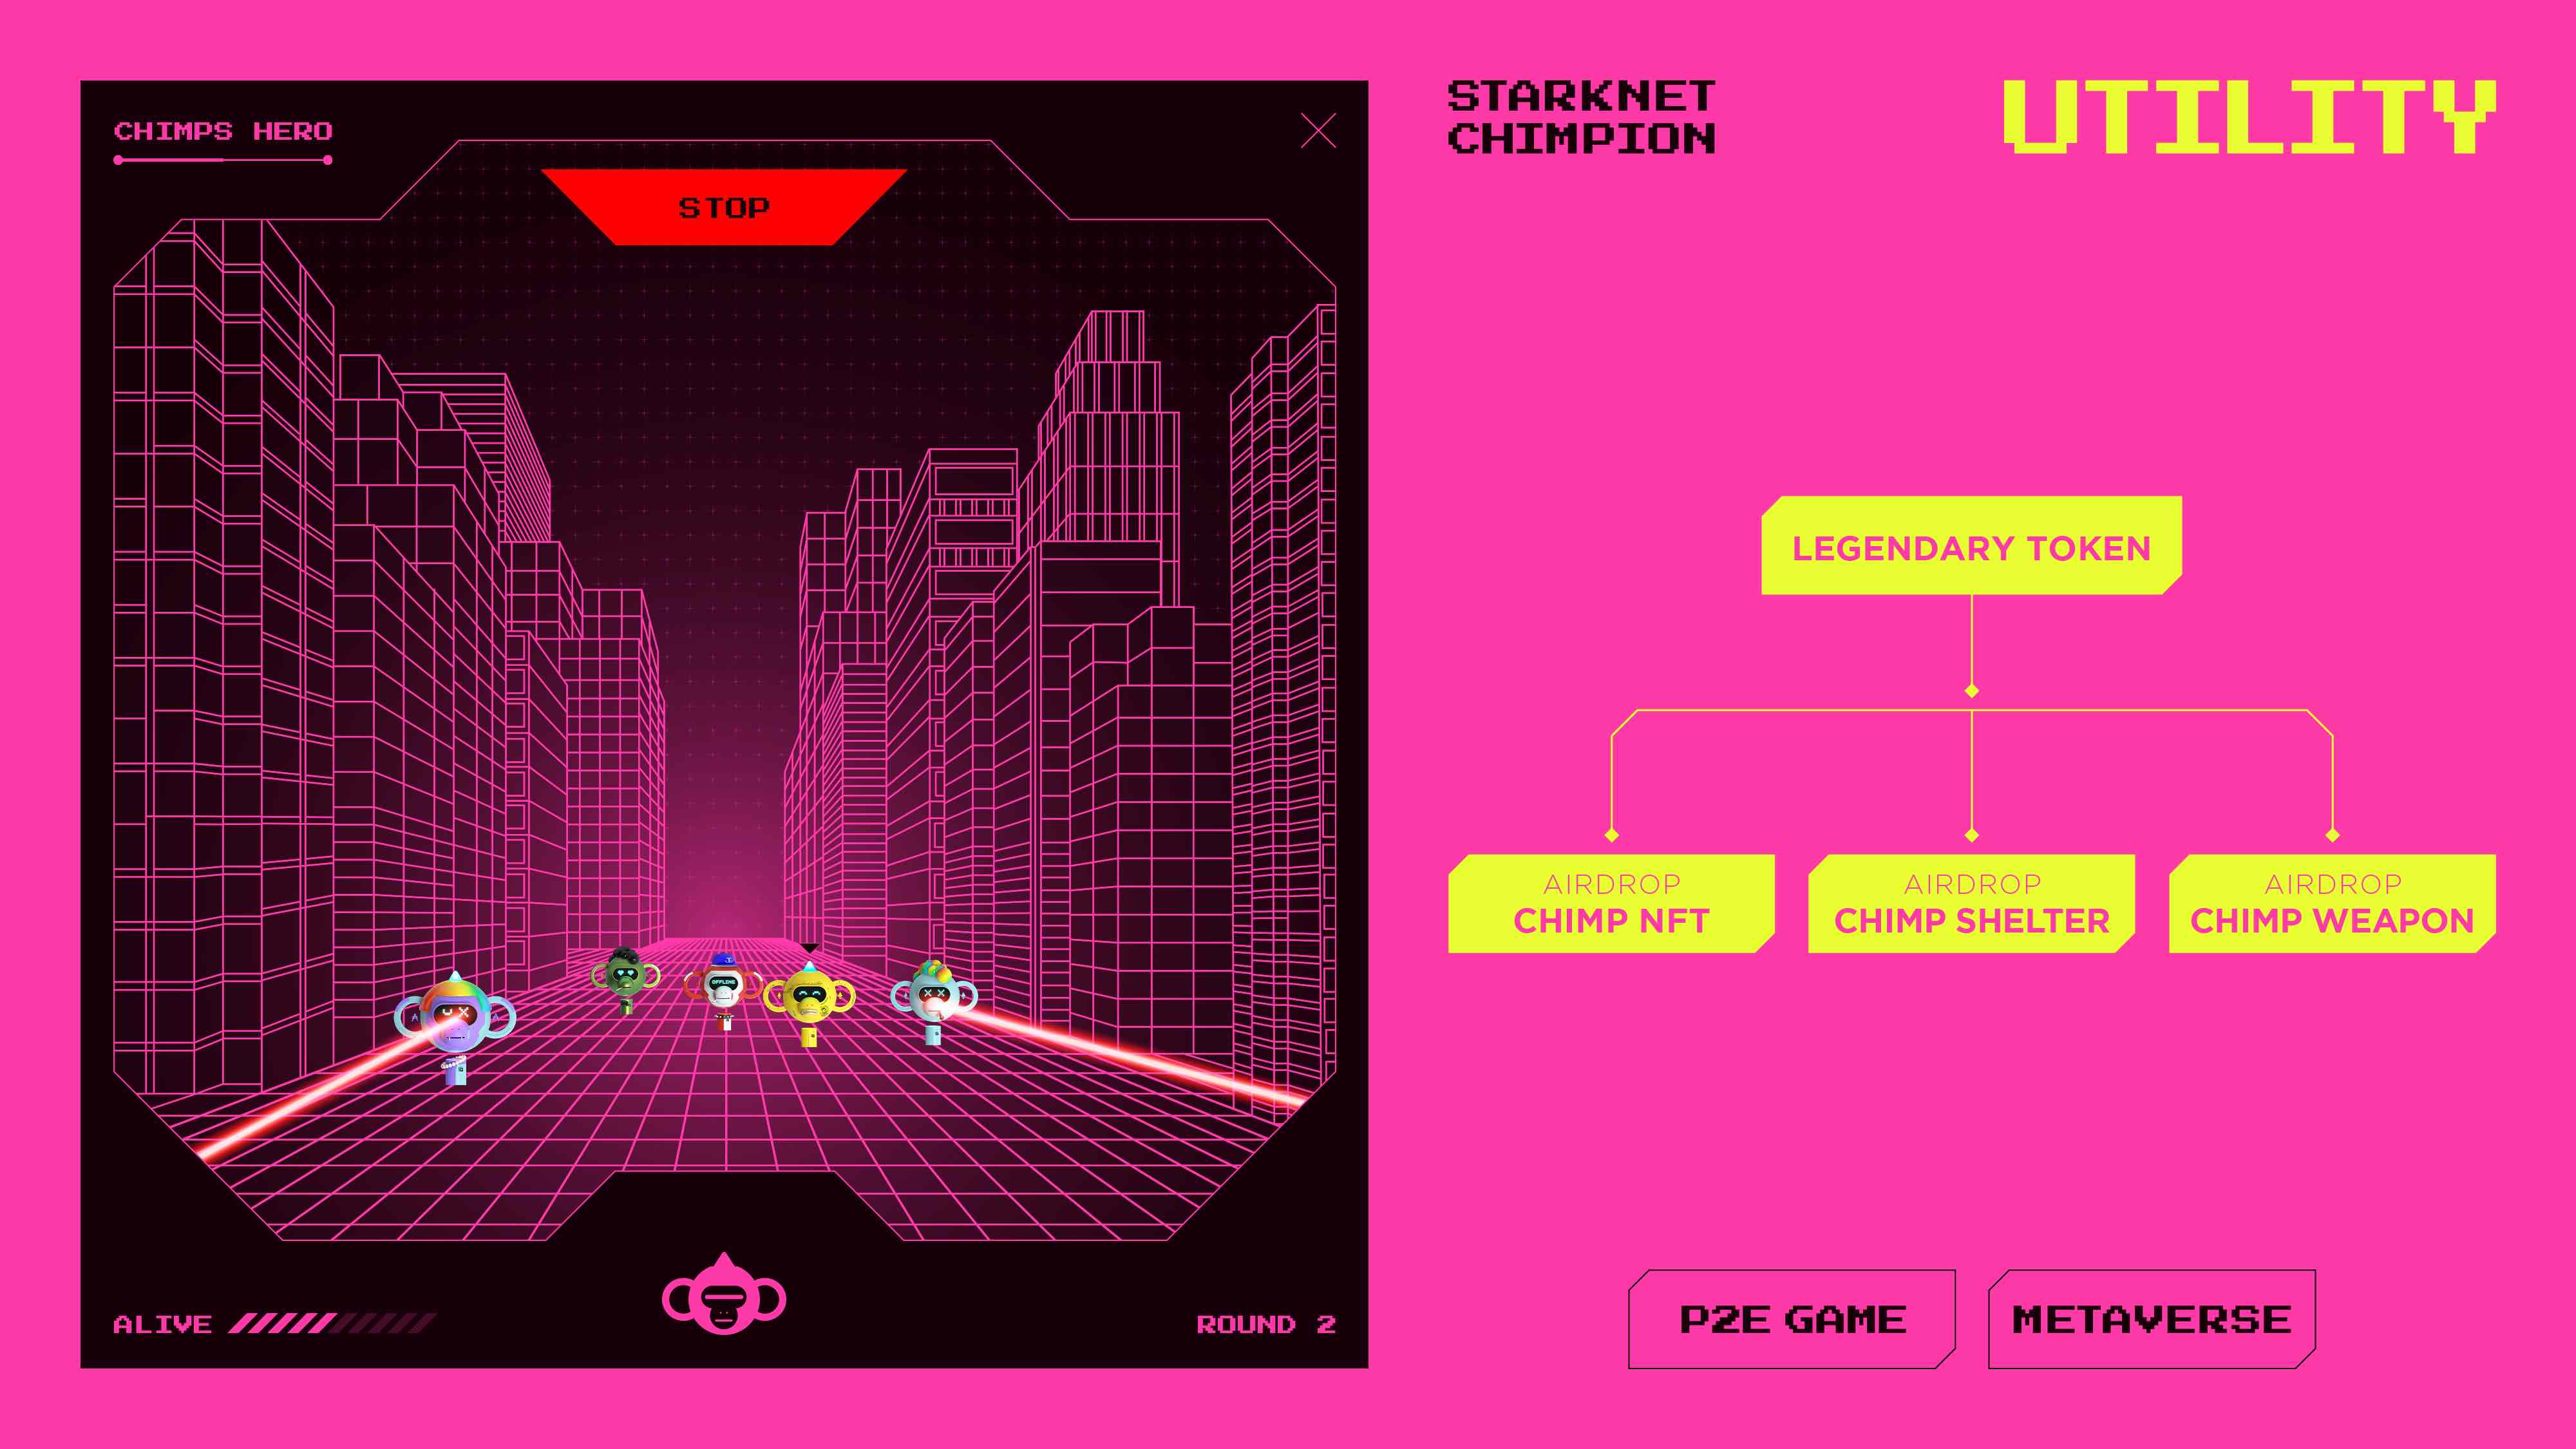 CHIMPS HERO
STOP
OFFLINE
ALIVE
ROUND 2
STARKNET
CHIMPION
UTILITY
LEGENDARY TOKEN
AIRDROP
CHIMP NFT
AIRDROP
CHIMP SHELTER
AIRDROP
CHIMP WEAPON
P2E GAME
METAVERSE